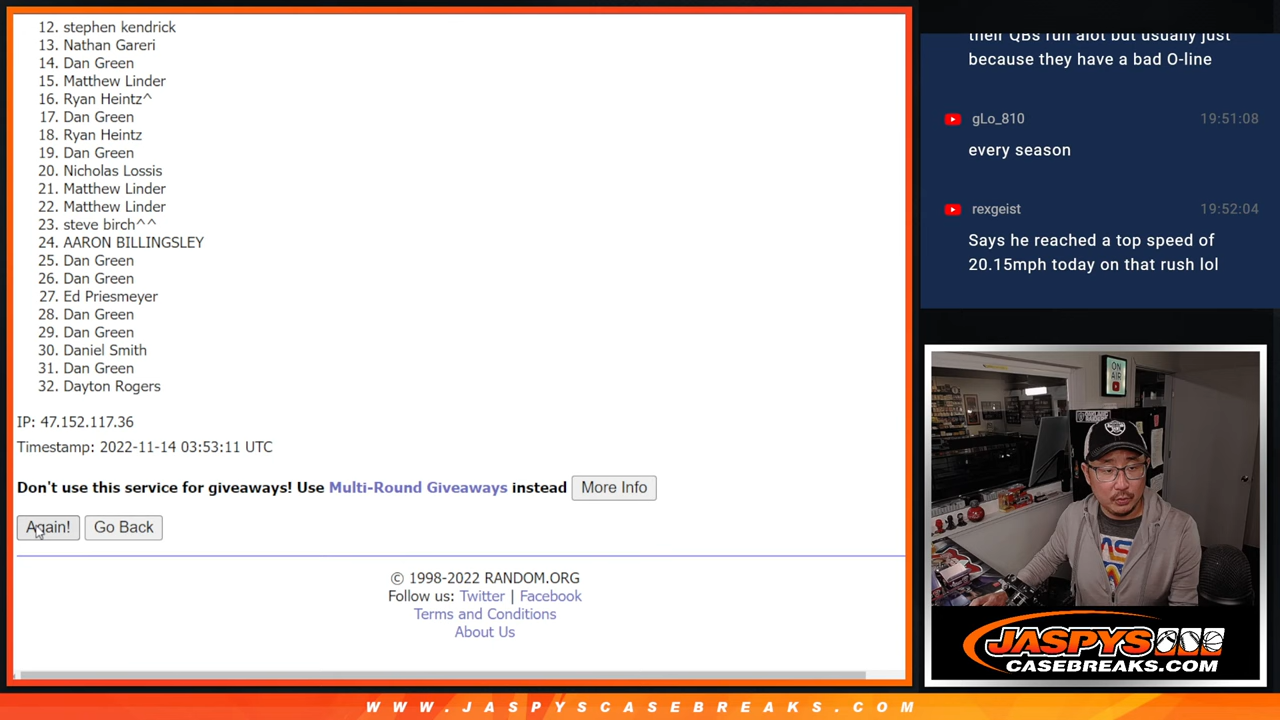 12. stephen kendrick
13. Nathan Gareri
14. Dan Green
15. Matthew Linder
16. Ryan Heintz^
17. Dan Green
18. Ryan Heintz
19. Dan Green
20. Nicholas Lossis
21. Matthew Linder
22. Matthew Linder
23. steve birch^^
24. AARON BILLINGSLEY
25. Dan Green
26. Dan Green
27. Ed Priesmeyer
28. Dan Green
29. Dan Green
30. Daniel Smith
31. Dan Green
32. Dayton Rogers
IP: 47.152.117.36
Timestamp: 2022-11-14 03:53:11 UTC
Don't use this service for giveaways! Use Multi-Round Giveaways instead More Info
Again! Go Back
© 1998-2022 RANDOM.ORG
Follow us: Twitter | Facebook
Terms and Conditions
About Us
their QBs run alot but usually just
because they have a bad O-line
gLo_810 19:51:08
every season
rexgeist 19:52:04
Says he reached a top speed of
20.15mph today on that rush lol
ON
AIR
JASPYS
CASEBREAKS.COM
WWW.JASPYSCASEBREAKS.COM